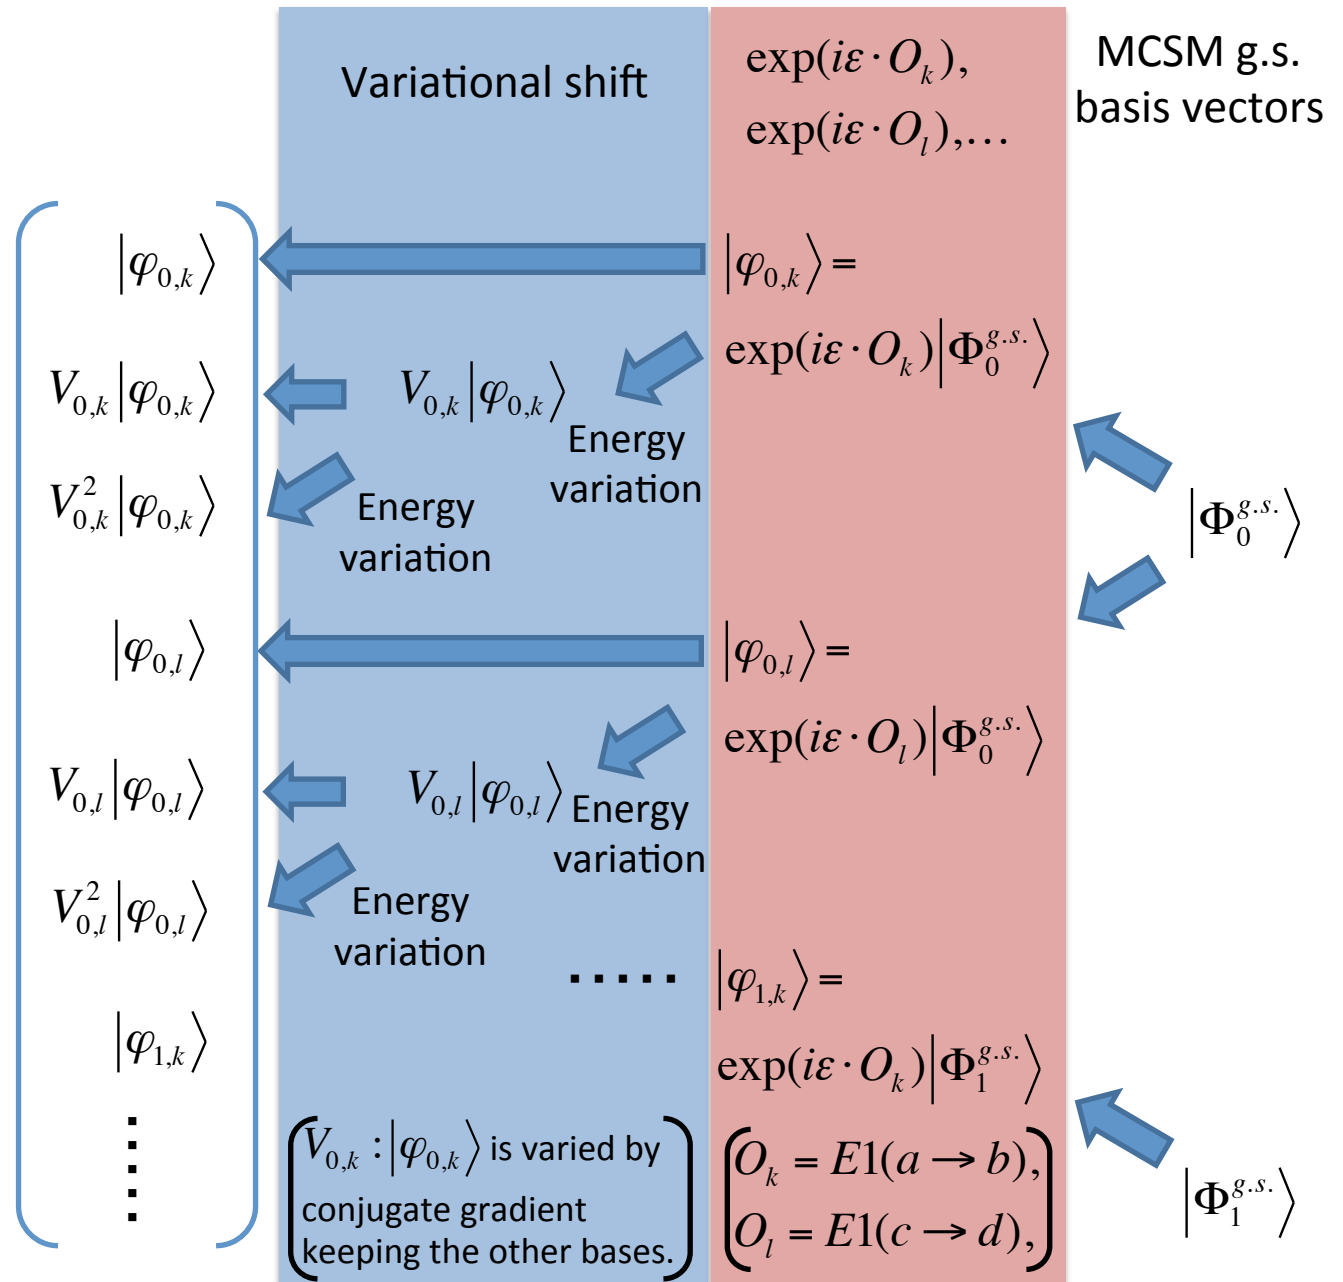 Variational shift
exp(iε · O_k),
exp(iε · O_l),…
MCSM g.s.
basis vectors
|φ_{0,k}⟩
|φ_{0,k}⟩ =
exp(iε · O_k)|Φ_0^{g.s.}⟩
V_{0,k}|φ_{0,k}⟩
V_{0,k}|φ_{0,k}⟩
Energy
variation
V_{0,k}^2|φ_{0,k}⟩
Energy
variation
|Φ_0^{g.s.}⟩
|φ_{0,l}⟩
|φ_{0,l}⟩ =
exp(iε · O_l)|Φ_0^{g.s.}⟩
V_{0,l}|φ_{0,l}⟩
V_{0,l}|φ_{0,l}⟩
Energy
variation
V_{0,l}^2|φ_{0,l}⟩
Energy
variation
.....
|φ_{1,k}⟩ =
exp(iε · O_k)|Φ_1^{g.s.}⟩
|φ_{1,k}⟩
V_{0,k} : |φ_{0,k}⟩ is varied by
conjugate gradient
keeping the other bases.
O_k = E1(a → b),
O_l = E1(c → d),
|Φ_1^{g.s.}⟩